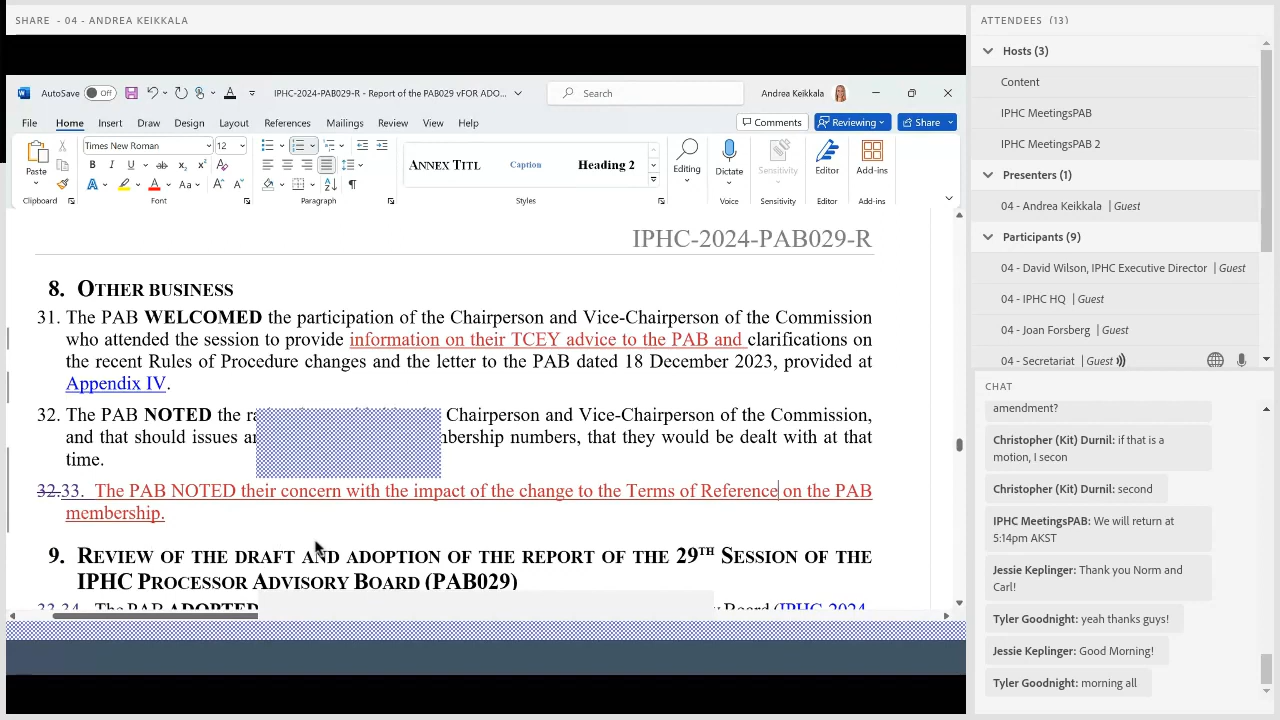 SHARE - 04 - ANDREA KEIKKALA
AutoSave Off
IPHC-2024-PAB029-R - Report of the PAB029 vFOR ADO...
Search
Andrea Keikkala
File Home Insert Draw Design Layout References Mailings Review View Help
Comments Reviewing Share
Paste
Times New Roman 12
ANNEX TITL Caption Heading 2
Editing Dictate Sensitivity Editor Add-ins
Clipboard Font Paragraph Styles Voice Sensitivity Editor Add-ins
IPHC-2024-PAB029-R
8. OTHER BUSINESS
31. The PAB WELCOMED the participation of the Chairperson and Vice-Chairperson of the Commission
who attended the session to provide information on their TCEY advice to the PAB and clarifications on
the recent Rules of Procedure changes and the letter to the PAB dated 18 December 2023, provided at
Appendix IV.
32. The PAB NOTED the Chairperson and Vice-Chairperson of the Commission,
and that should issues numbers, that they would be dealt with at that
time.
32.33. The PAB NOTED their concern with the impact of the change to the Terms of Reference on the PAB
membership.
9. REVIEW OF THE DRAFT AND ADOPTION OF THE REPORT OF THE 29TH SESSION OF THE
IPHC PROCESSOR ADVISORY BOARD (PAB029)
33.34. The PAB ADOPTED Board (IPHC-2024-
ATTENDEES (13)
Hosts (3)
Content
IPHC MeetingsPAB
IPHC MeetingsPAB 2
Presenters (1)
04 - Andrea Keikkala | Guest
Participants (9)
04 - David Wilson, IPHC Executive Director | Guest
04 - IPHC HQ | Guest
04 - Joan Forsberg | Guest
04 - Secretariat | Guest
CHAT
amendment?
Christopher (Kit) Durnil: if that is a
motion, I secon
Christopher (Kit) Durnil: second
IPHC MeetingsPAB: We will return at
5:14pm AKST
Jessie Keplinger: Thank you Norm and
Carl!
Tyler Goodnight: yeah thanks guys!
Jessie Keplinger: Good Morning!
Tyler Goodnight: morning all